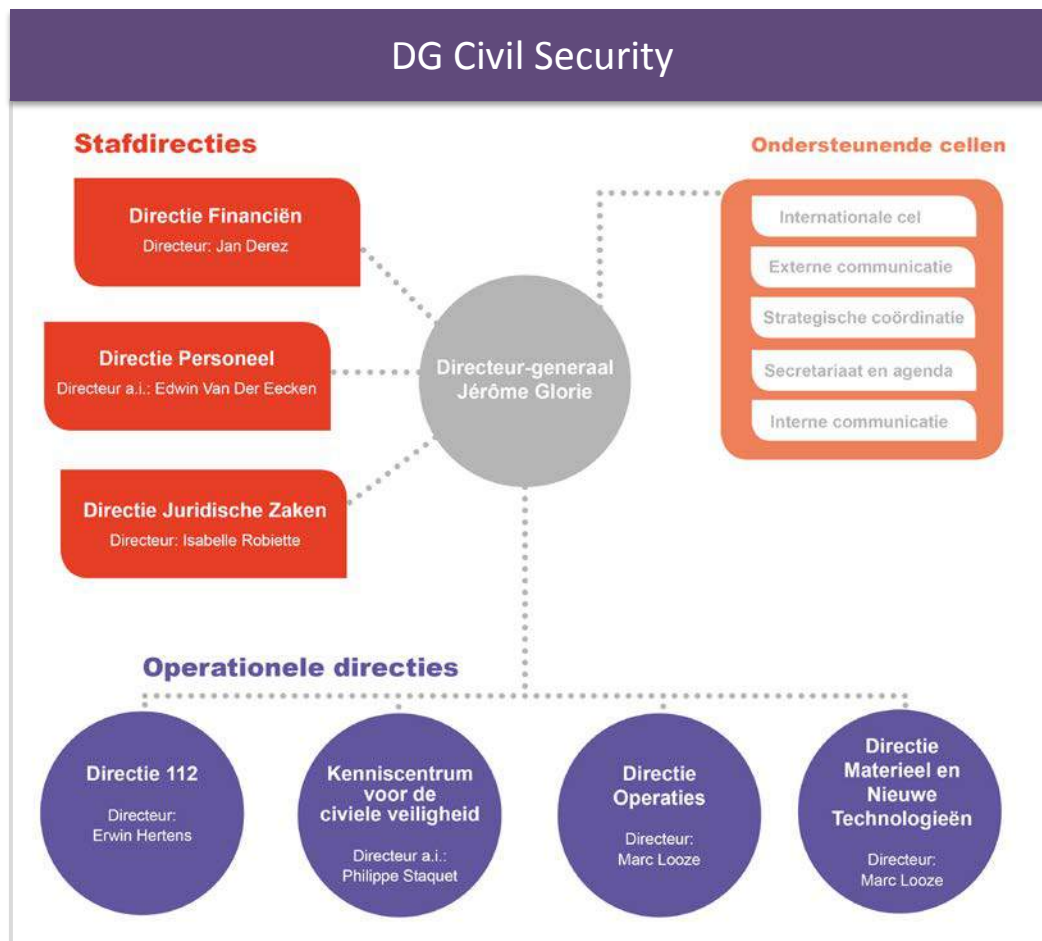 DG Civil Security
Stafdirecties
Directie Financiën
Directeur: Jan Derez
Directie Personeel
Directeur a.i.: Edwin Van Der Eecken
Directie Juridische Zaken
Directeur: Isabelle Robiette
Directeur-generaal
Jérôme Glorie
Ondersteunende cellen
Internationale cel
Externe communicatie
Strategische coördinatie
Secretariaat en agenda
Interne communicatie
Operationele directies
Directie 112
Directeur:
Erwin Hertens
Kenniscentrum
voor de
civiele veiligheid
Directeur a.i.:
Philippe Staquet
Directie
Operaties
Directeur:
Marc Looze
Directie
Materieel en
Nieuwe
Technologieën
Directeur:
Marc Looze